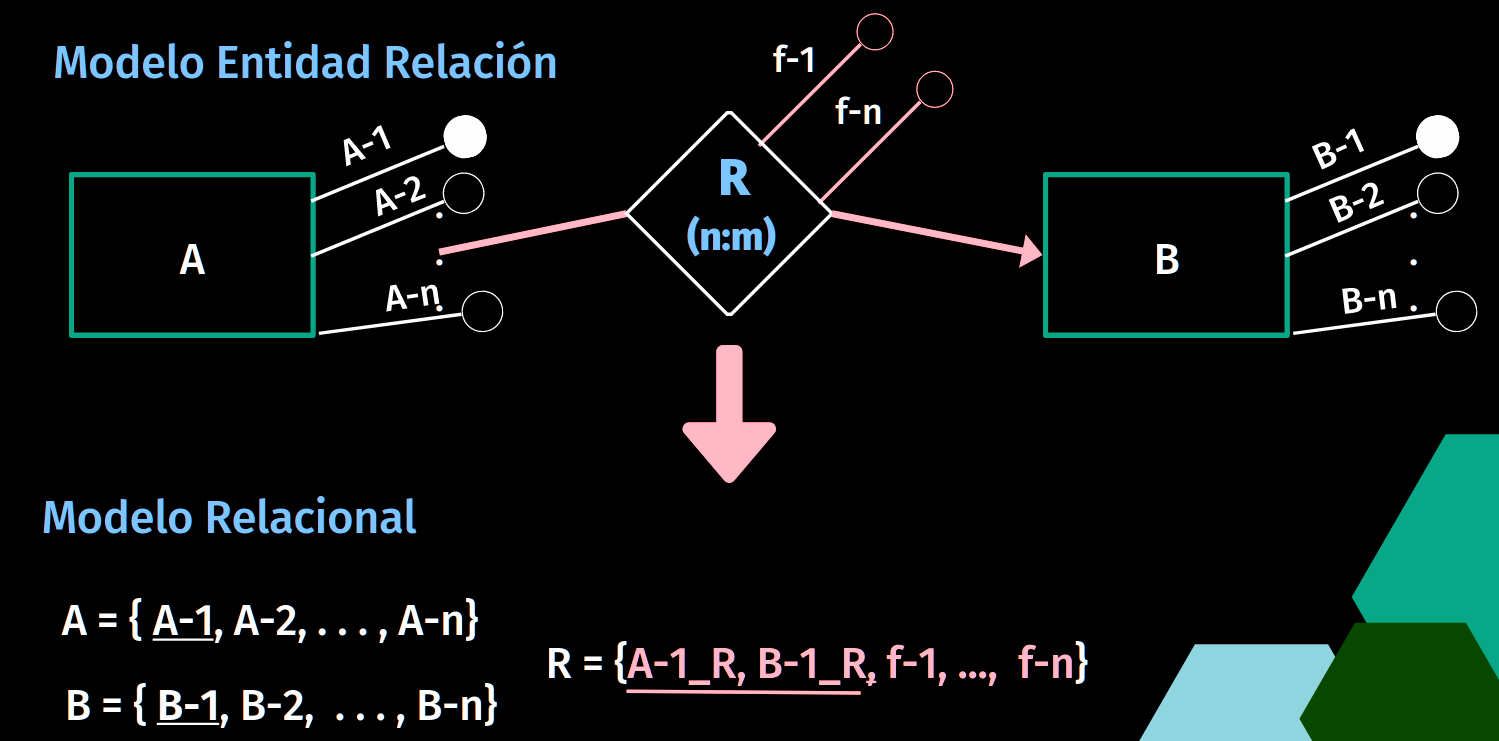 Modelo Entidad Relación
f-1
f-n
A-1
A-2
.
.
.
A-n
A
R
(n:m)
B-1
B-2
.
.
.
B-n
B
Modelo Relacional
A = { A-1, A-2, . . . , A-n}
B = { B-1, B-2, . . . , B-n}
R = {A-1_R, B-1_R, f-1, ..., f-n}